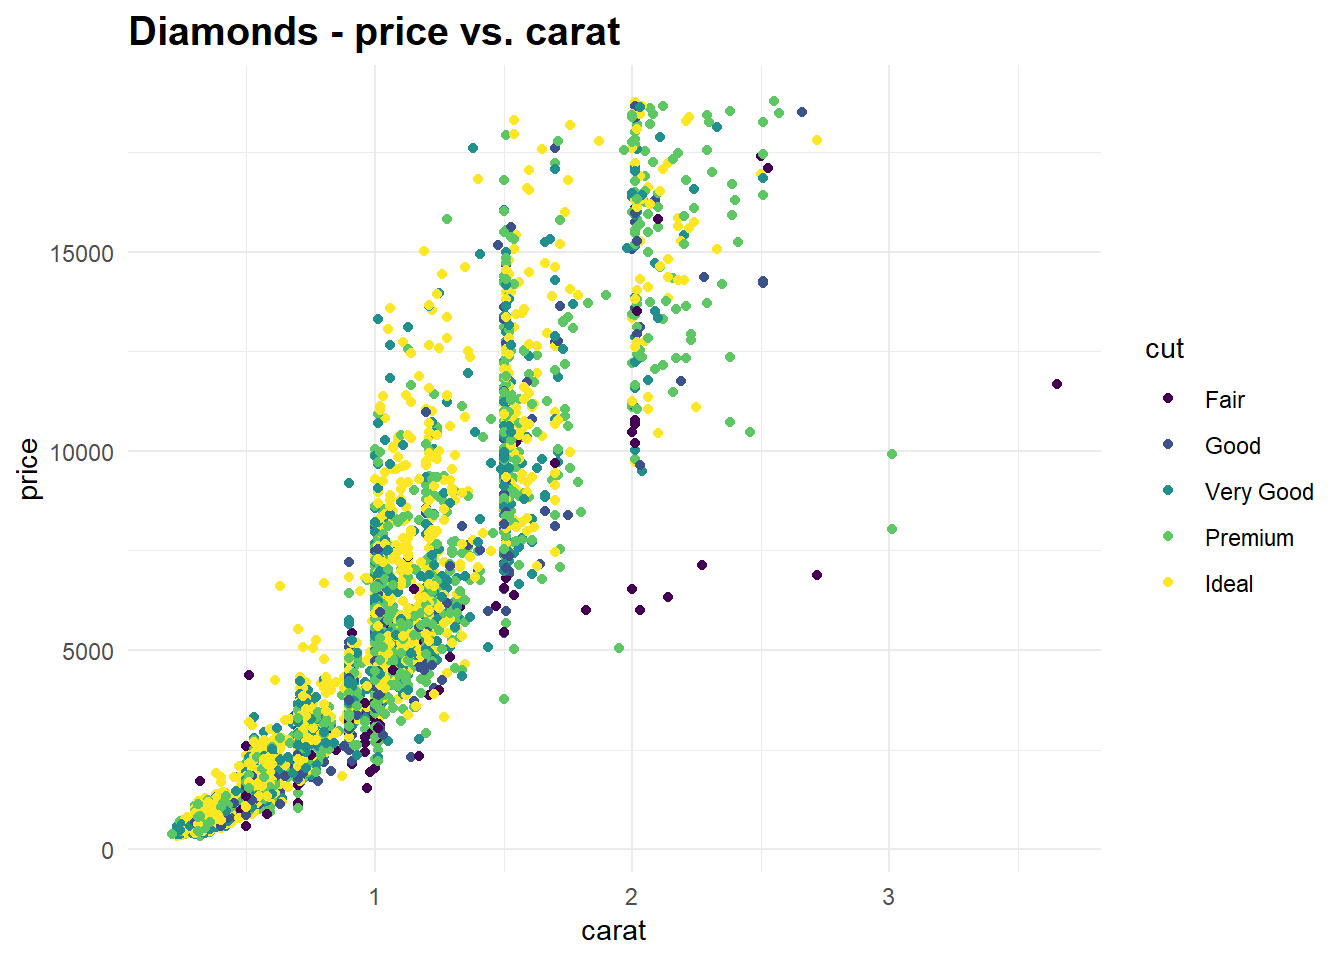 Diamonds - price vs. carat
price
15000
10000
5000
0
1
2
3
carat
cut
Fair
Good
Very Good
Premium
Ideal